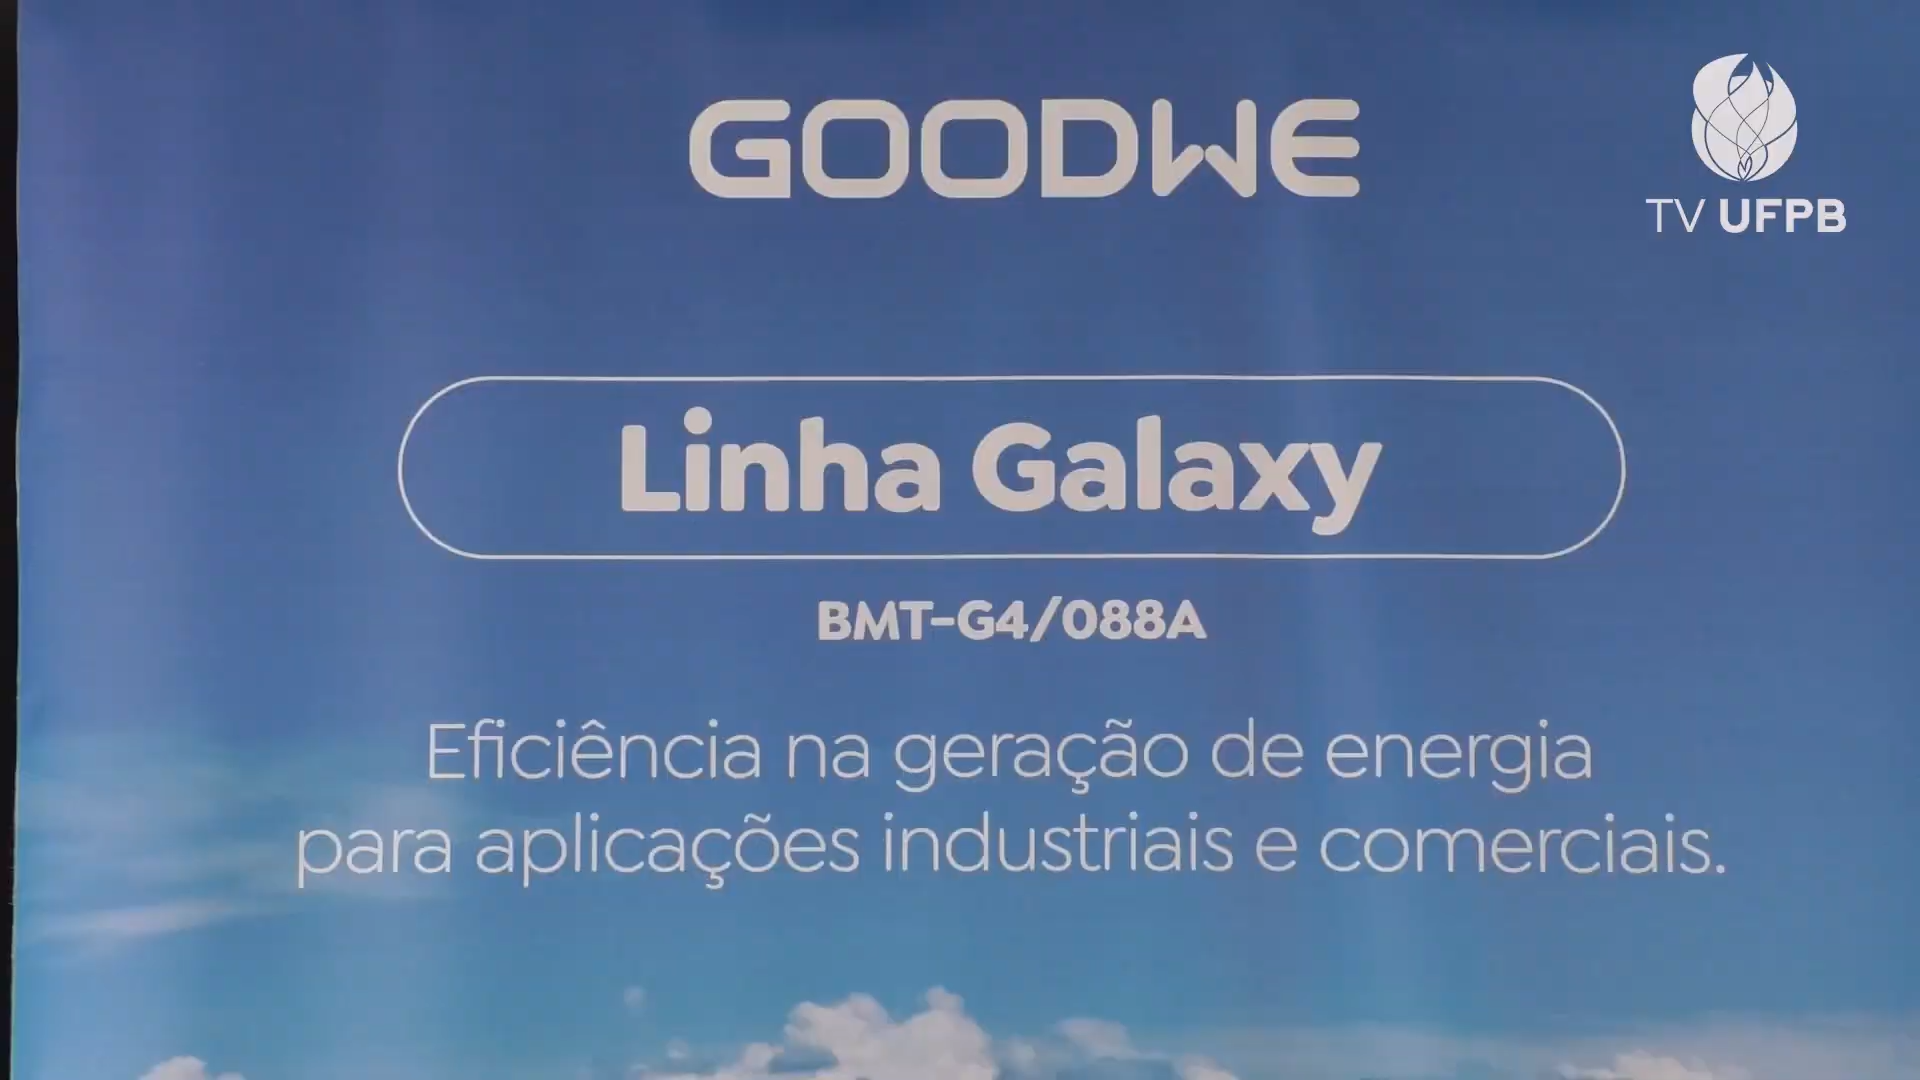 GOODWE
TV UFPB
Linha Galaxy
BMT-G4/088A
Eficiência na geração de energia
para aplicações industriais e comerciais.